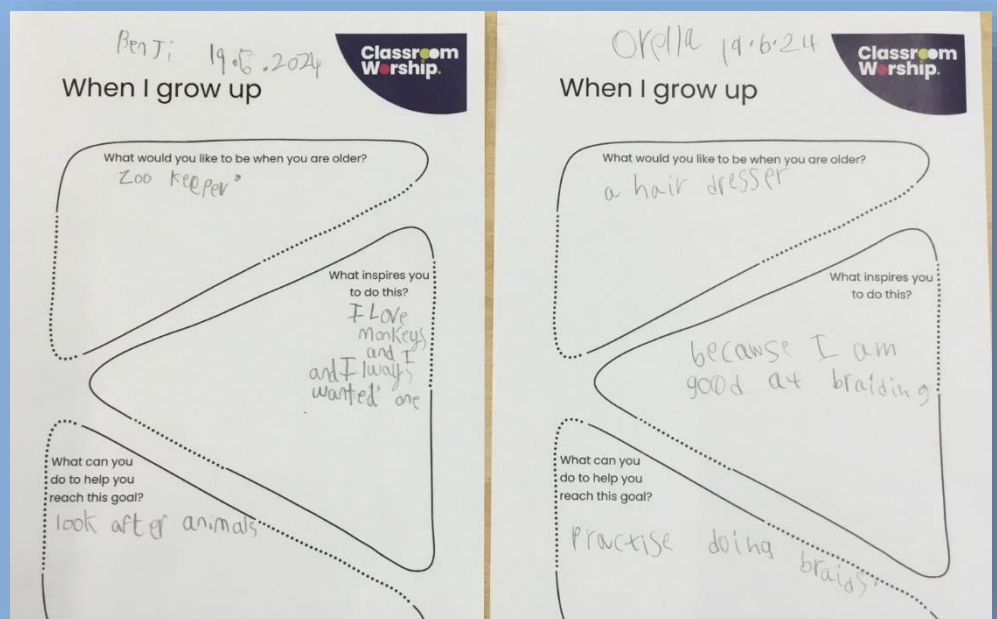 BenJi 19.6.2024
Classroom
Worship.
When I grow up
What would you like to be when you are older?
Zoo keeper
What inspires you
to do this?
I Love
Monkeys
and I
and I lways
wanted one
What can you
do to help you
reach this goal?
look after animals
Orella 19.6.24
Classroom
Worship.
When I grow up
What would you like to be when you are older?
a hair dresser
What inspires you
to do this?
because I am
good at braiding
What can you
do to help you
reach this goal?
Practise doing
braids